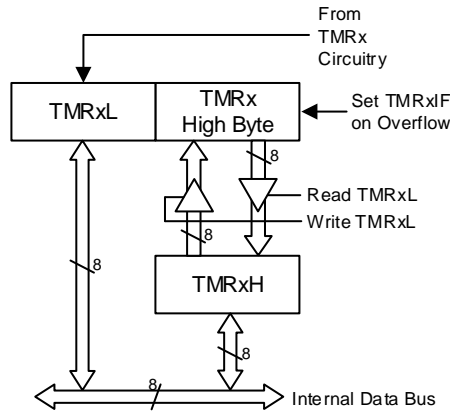 From
TMRx
Circuitry
TMRxL
TMRx
High Byte
Set TMRxIF
on Overflow
8
Read TMRxL
Write TMRxL
8
8
TMRxH
8
8
Internal Data Bus